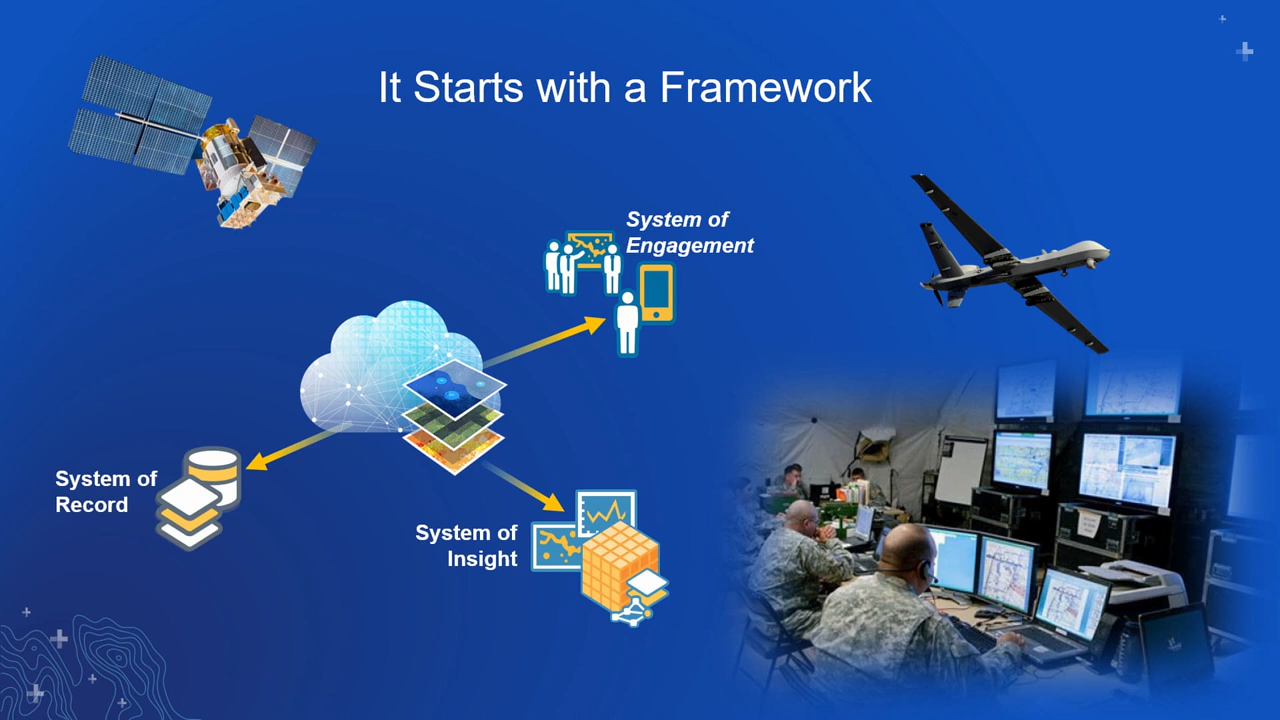 It Starts with a Framework
System of
Engagement
System of
Record
System of
Insight